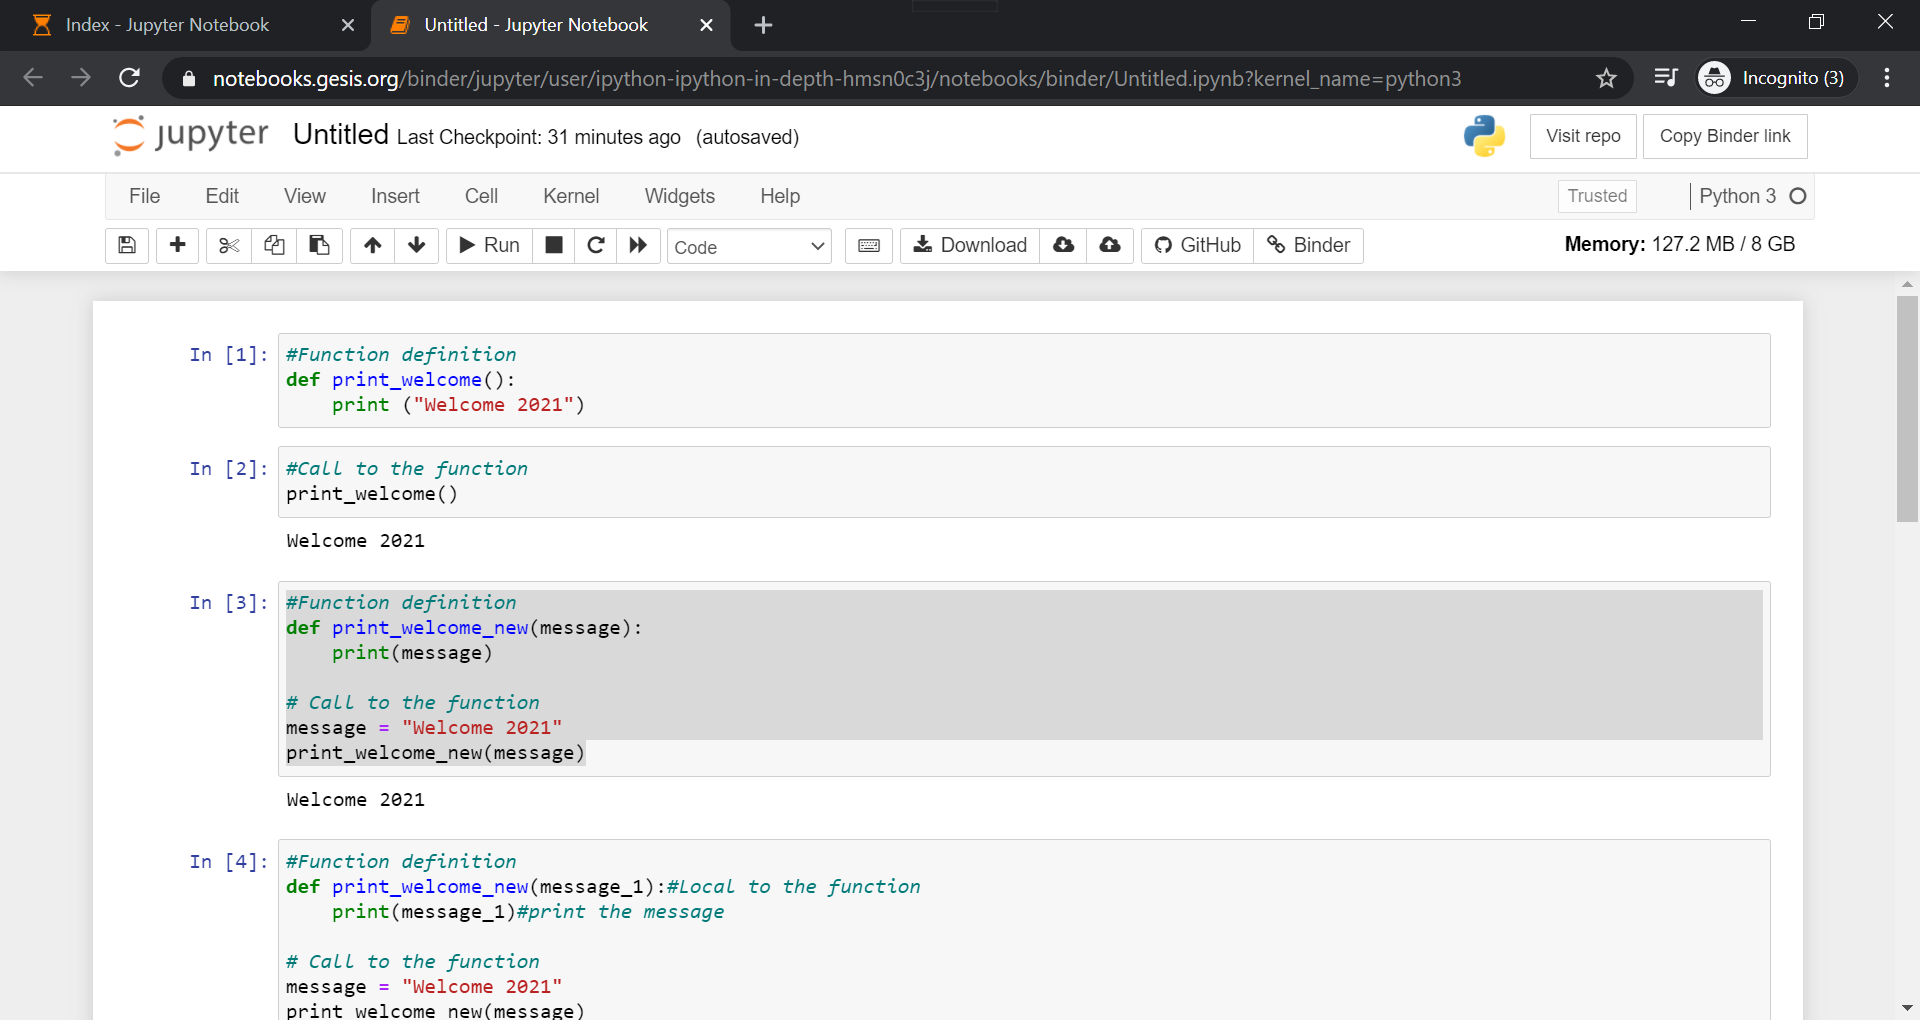 Index - Jupyter Notebook
Untitled - Jupyter Notebook
notebooks.gesis.org/binder/jupyter/user/ipython-ipython-in-depth-hmsn0c3j/notebooks/binder/Untitled.ipynb?kernel_name=python3
Incognito (3)
jupyter Untitled Last Checkpoint: 31 minutes ago (autosaved)
Visit repo
Copy Binder link
File Edit View Insert Cell Kernel Widgets Help
Trusted
Python 3
Run
Code
Download
GitHub
Binder
Memory: 127.2 MB / 8 GB
In [1]: #Function definition
def print_welcome():
    print ("Welcome 2021")
In [2]: #Call to the function
print_welcome()
Welcome 2021
In [3]: #Function definition
def print_welcome_new(message):
    print(message)
# Call to the function
message = "Welcome 2021"
print_welcome_new(message)
Welcome 2021
In [4]: #Function definition
def print_welcome_new(message_1):#Local to the function
    print(message_1)#print the message
# Call to the function
message = "Welcome 2021"
print_welcome_new(message)